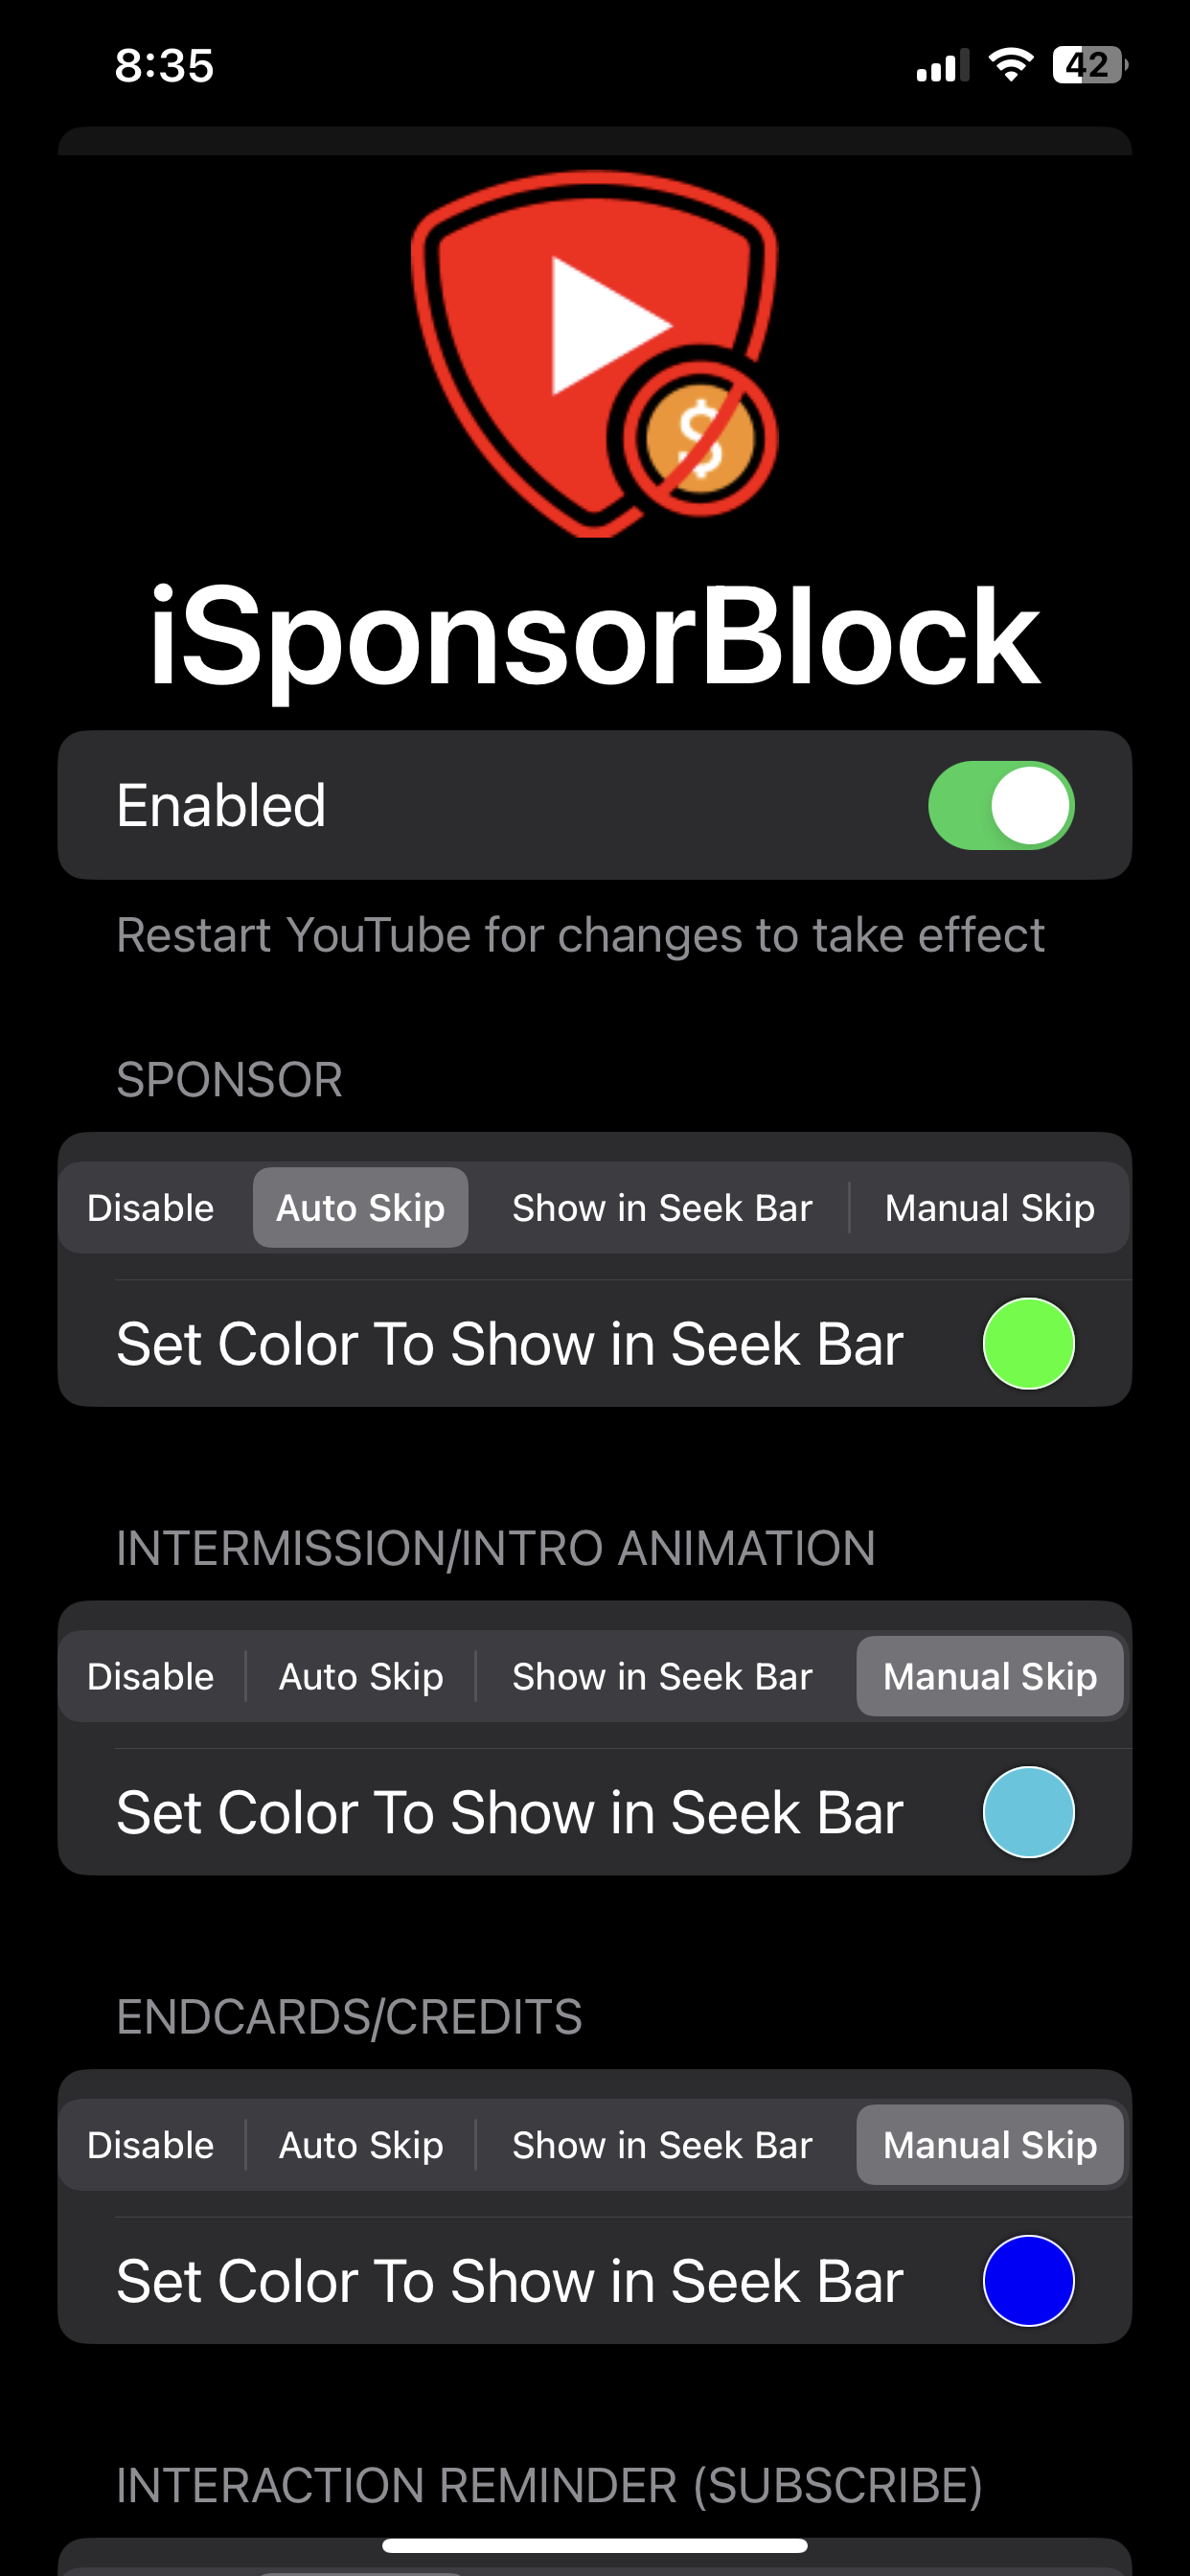 8:35
42
$
iSponsorBlock
Enabled
Restart YouTube for changes to take effect
SPONSOR
Disable Auto Skip Show in Seek Bar Manual Skip
Set Color To Show in Seek Bar
INTERMISSION/INTRO ANIMATION
Disable Auto Skip Show in Seek Bar Manual Skip
Set Color To Show in Seek Bar
ENDCARDS/CREDITS
Disable Auto Skip Show in Seek Bar Manual Skip
Set Color To Show in Seek Bar
INTERACTION REMINDER (SUBSCRIBE)